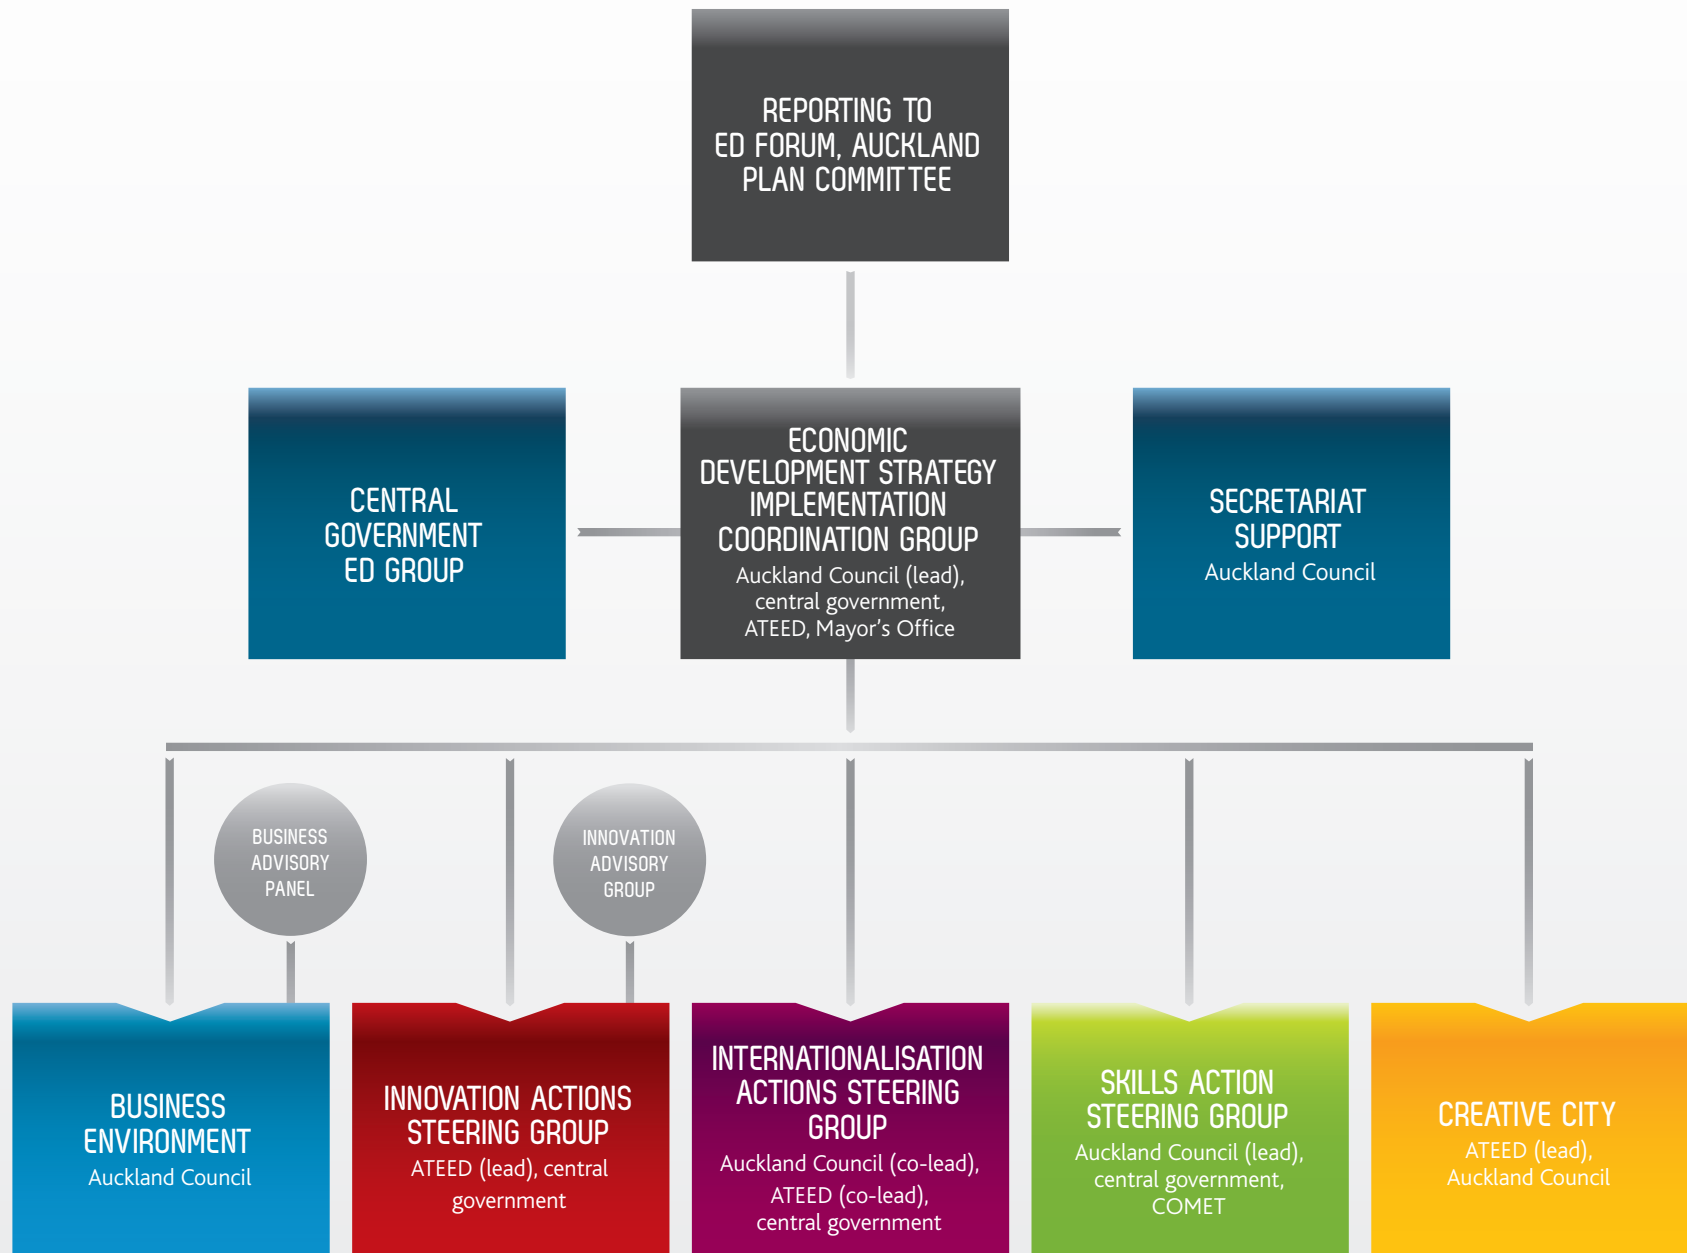 REPORTING TO
ED FORUM, AUCKLAND
PLAN COMMITTEE
CENTRAL
GOVERNMENT
ED GROUP
ECONOMIC
DEVELOPMENT STRATEGY
IMPLEMENTATION
COORDINATION GROUP
Auckland Council (lead),
central government,
ATEED, Mayor's Office
SECRETARIAT
SUPPORT
Auckland Council
BUSINESS
ADVISORY
PANEL
INNOVATION
ADVISORY
GROUP
BUSINESS
ENVIRONMENT
Auckland Council
INNOVATION ACTIONS
STEERING GROUP
ATEED (lead), central
government
INTERNATIONALISATION
ACTIONS STEERING
GROUP
Auckland Council (co-lead),
ATEED (co-lead),
central government
SKILLS ACTION
STEERING GROUP
Auckland Council (lead),
central government,
COMET
CREATIVE CITY
ATEED (lead),
Auckland Council